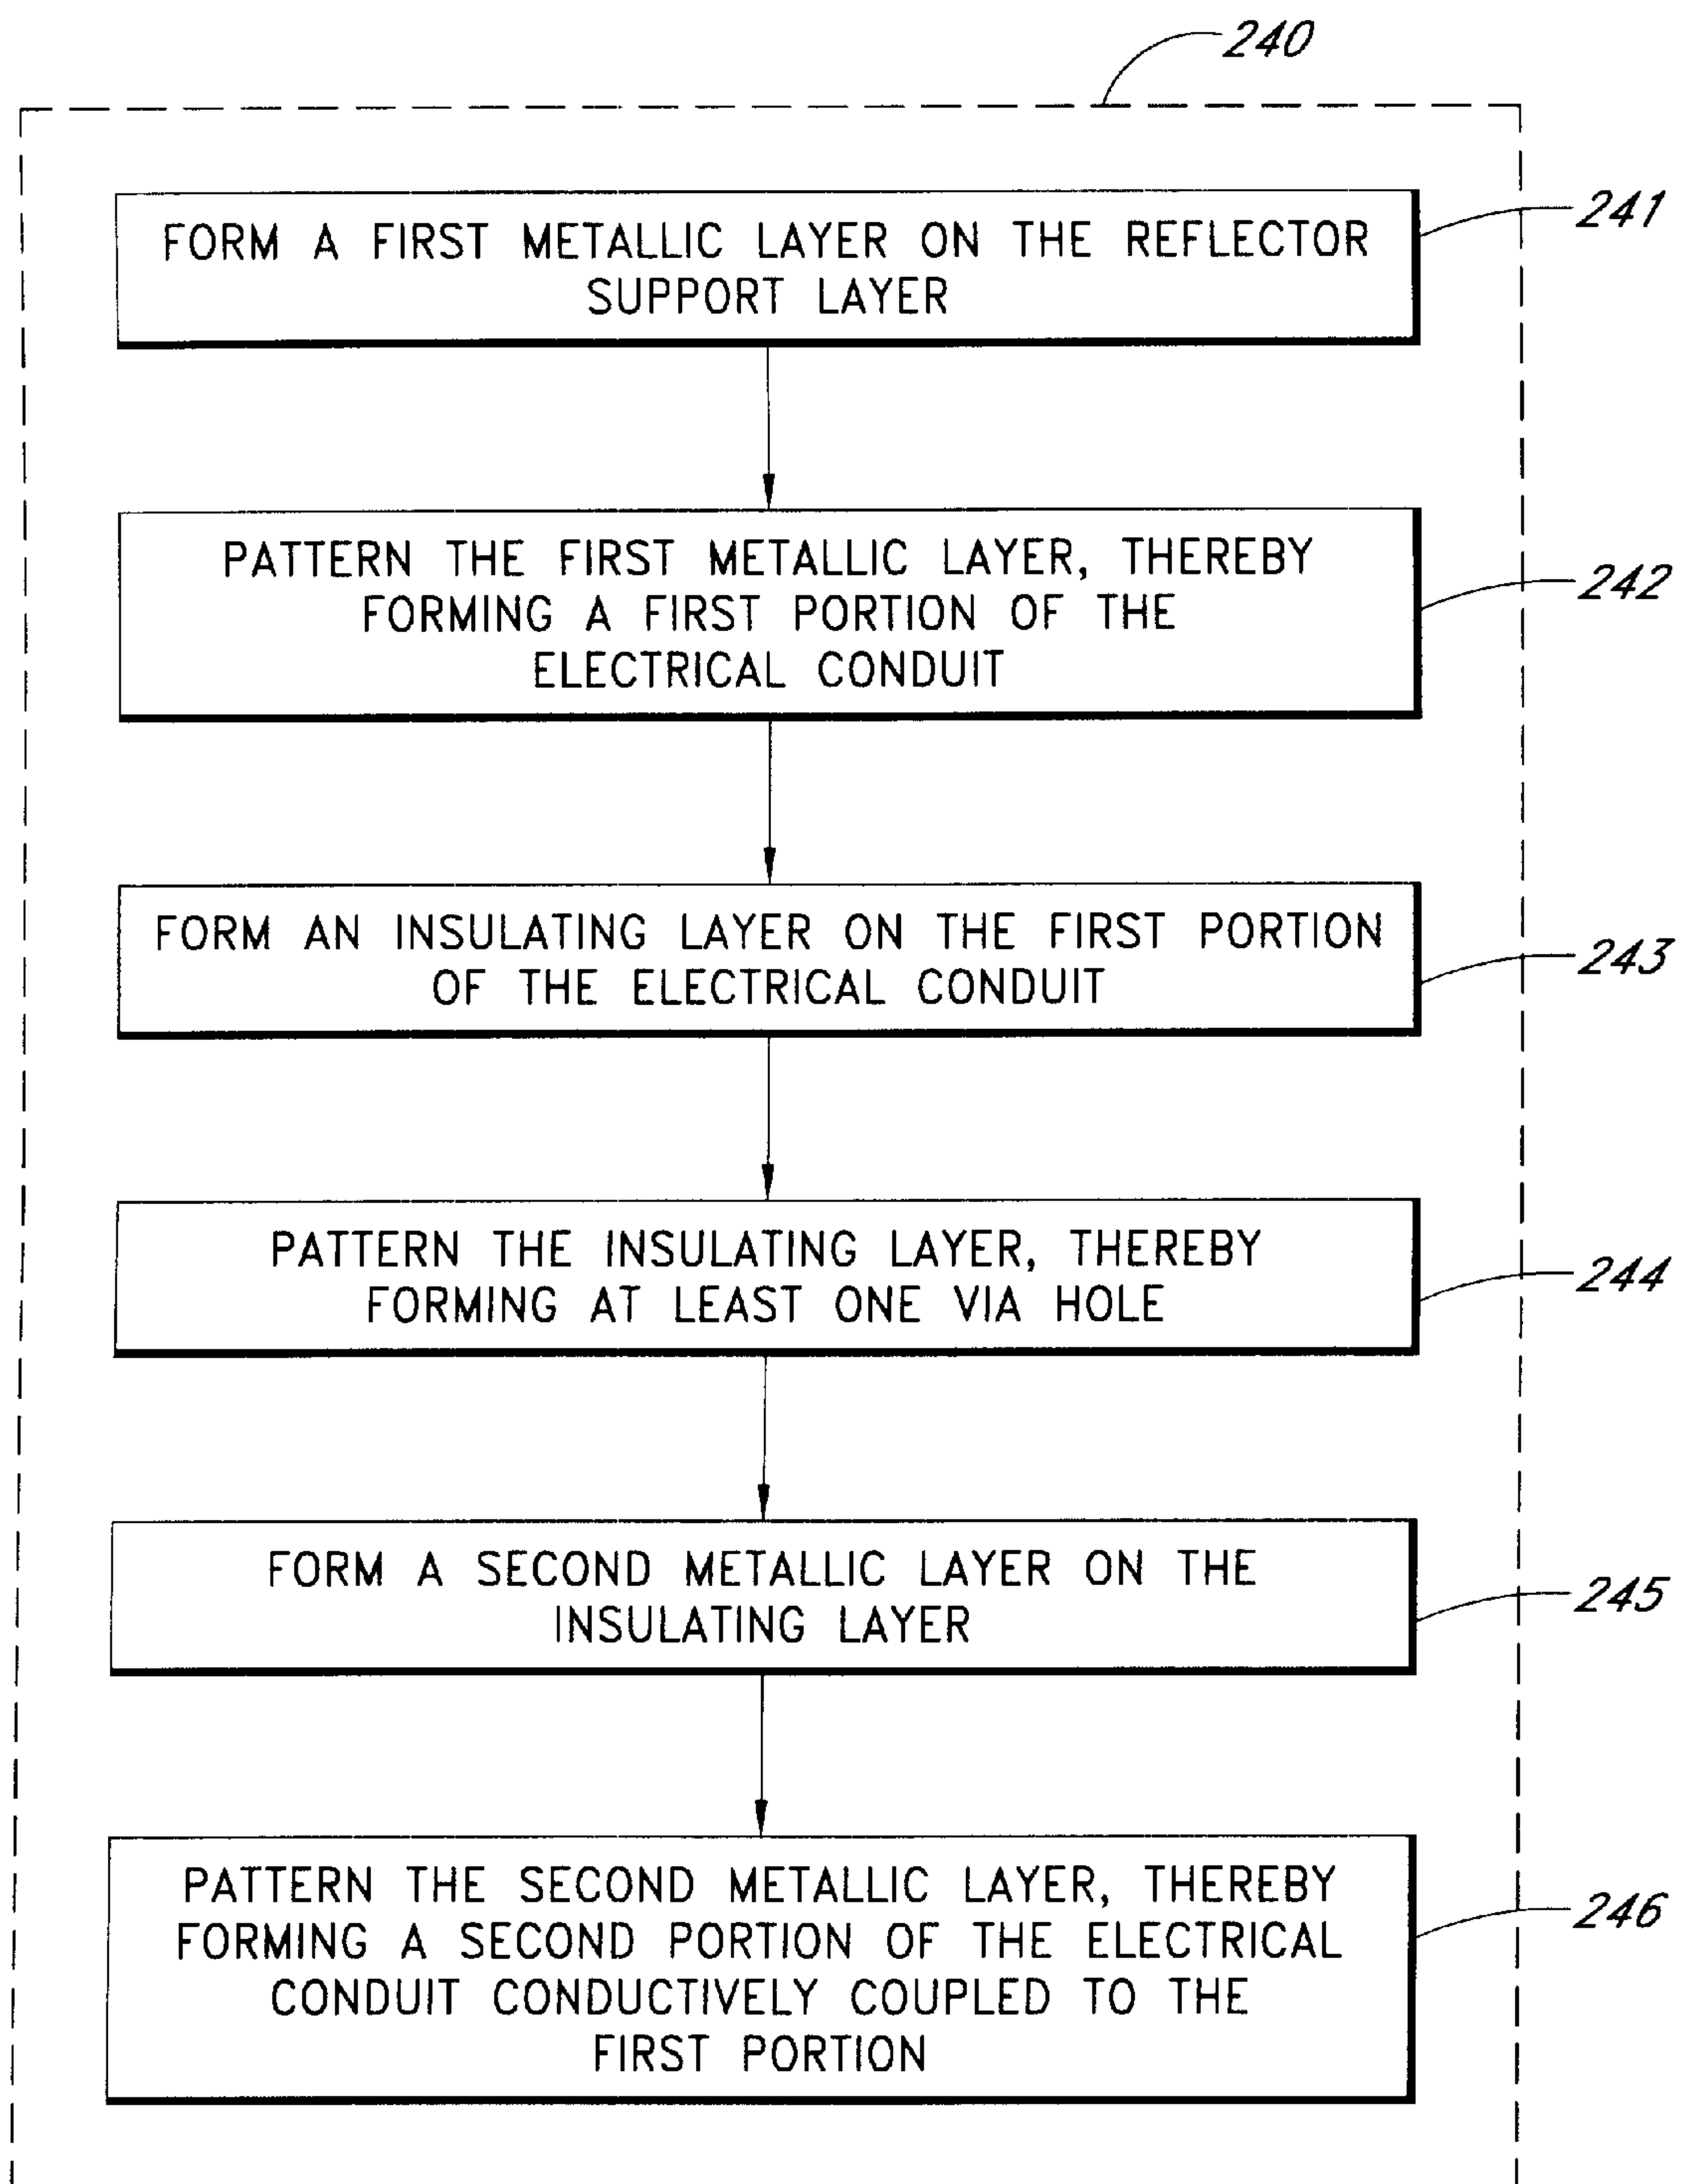 240
FORM A FIRST METALLIC LAYER ON THE REFLECTOR
SUPPORT LAYER
241
PATTERN THE FIRST METALLIC LAYER, THEREBY
FORMING A FIRST PORTION OF THE
ELECTRICAL CONDUIT
242
FORM AN INSULATING LAYER ON THE FIRST PORTION
OF THE ELECTRICAL CONDUIT
243
PATTERN THE INSULATING LAYER, THEREBY
FORMING AT LEAST ONE VIA HOLE
244
FORM A SECOND METALLIC LAYER ON THE
INSULATING LAYER
245
PATTERN THE SECOND METALLIC LAYER, THEREBY
FORMING A SECOND PORTION OF THE ELECTRICAL
CONDUIT CONDUCTIVELY COUPLED TO THE
FIRST PORTION
246